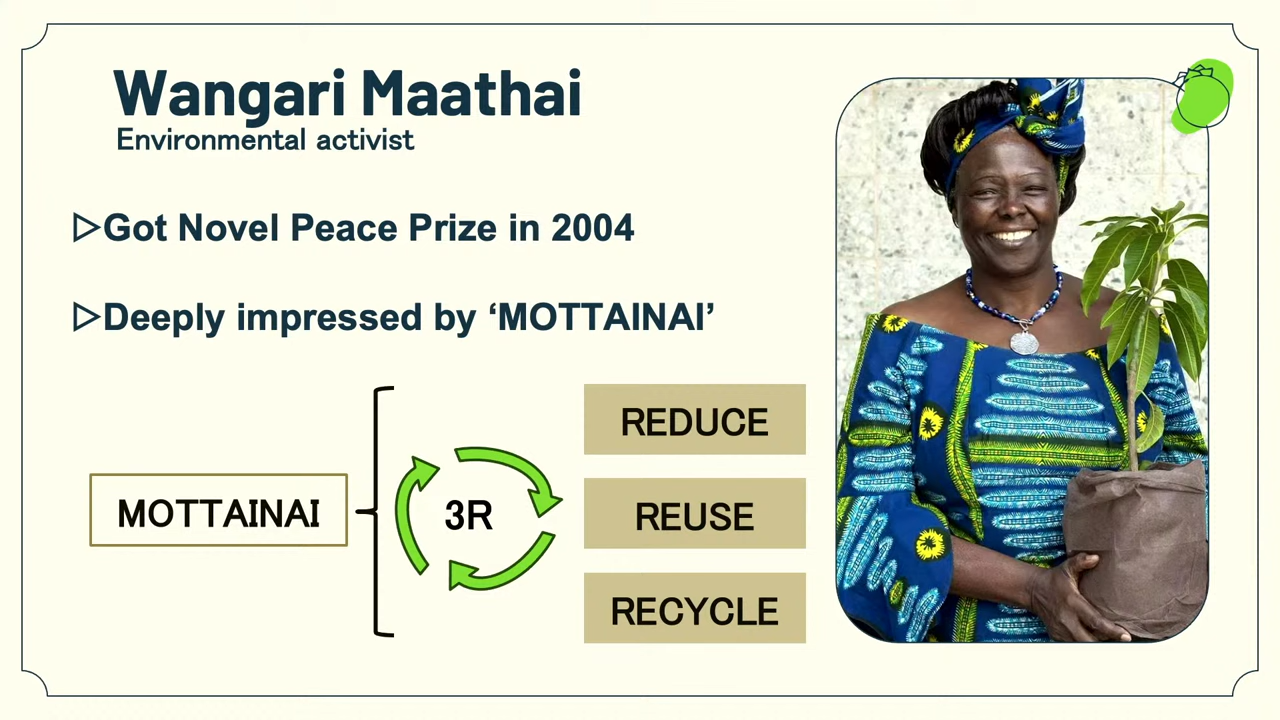 Wangari Maathai
Environmental activist
▷Got Novel Peace Prize in 2004
▷Deeply impressed by ‘MOTTAINAI’
MOTTAINAI
3R
REDUCE
REUSE
RECYCLE